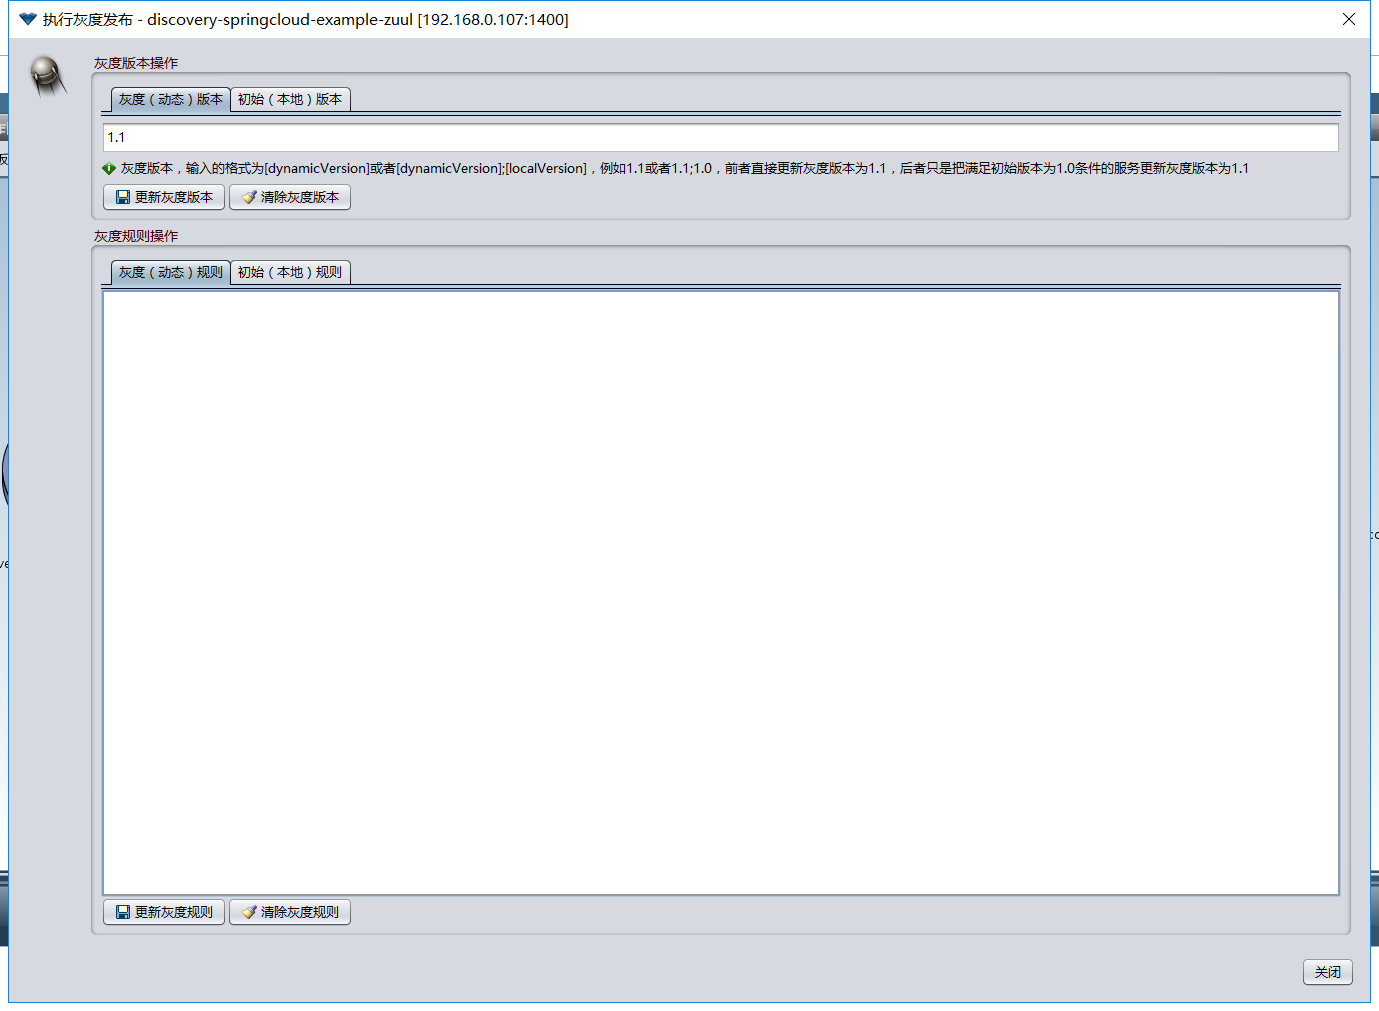 执行灰度发布 - discovery-springcloud-example-zuul [192.168.0.107:1400]
灰度版本操作
灰度（动态）版本 初始（本地）版本
1.1
灰度版本，输入的格式为[dynamicVersion]或者[dynamicVersion];[localVersion]，例如1.1或者1.1;1.0，前者直接更新灰度版本为1.1，后者只是把满足初始版本为1.0条件的服务更新灰度版本为1.1
更新灰度版本 清除灰度版本
灰度规则操作
灰度（动态）规则 初始（本地）规则
更新灰度规则 清除灰度规则
关闭